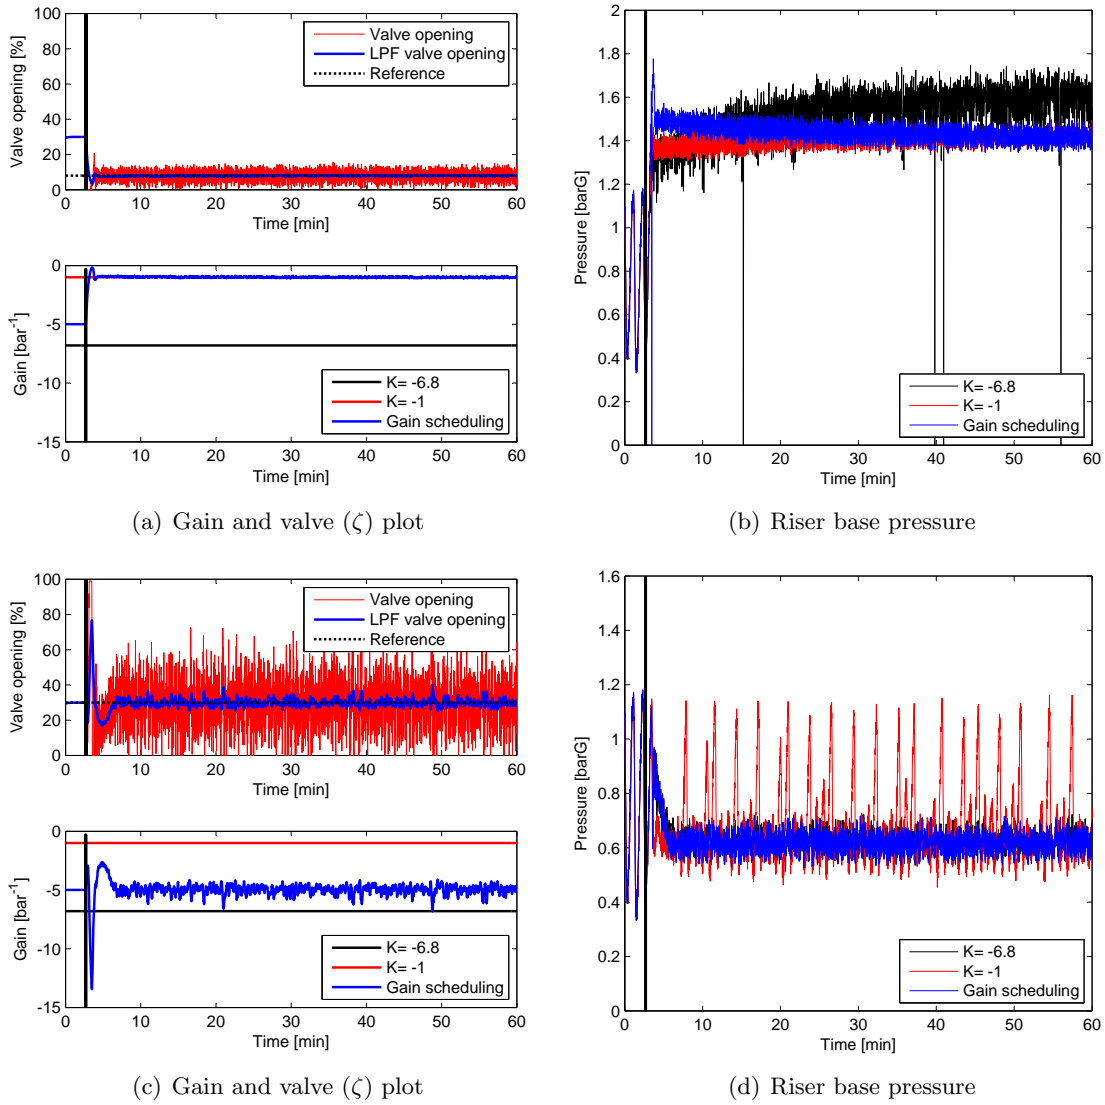 100
80
60
40
20
0
Valve opening [%]
Valve opening
LPF valve opening
Reference
0 10 20 30 40 50 60
Time [min]
0
-5
-10
-15
Gain [bar-1]
K= -6.8
K= -1
Gain scheduling
0 10 20 30 40 50 60
Time [min]
(a) Gain and valve (ζ) plot
2
1.8
1.6
1.4
1.2
1
0.8
0.6
0.4
0.2
0
Pressure [barG]
K= -6.8
K= -1
Gain scheduling
0 10 20 30 40 50 60
Time [min]
(b) Riser base pressure
100
80
60
40
20
0
Valve opening [%]
Valve opening
LPF valve opening
Reference
0 10 20 30 40 50 60
Time [min]
0
-5
-10
-15
Gain [bar-1]
K= -6.8
K= -1
Gain scheduling
0 10 20 30 40 50 60
Time [min]
(c) Gain and valve (ζ) plot
1.6
1.4
1.2
1
0.8
0.6
0.4
0.2
0
Pressure [barG]
K= -6.8
K= -1
Gain scheduling
0 10 20 30 40 50 60
Time [min]
(d) Riser base pressure